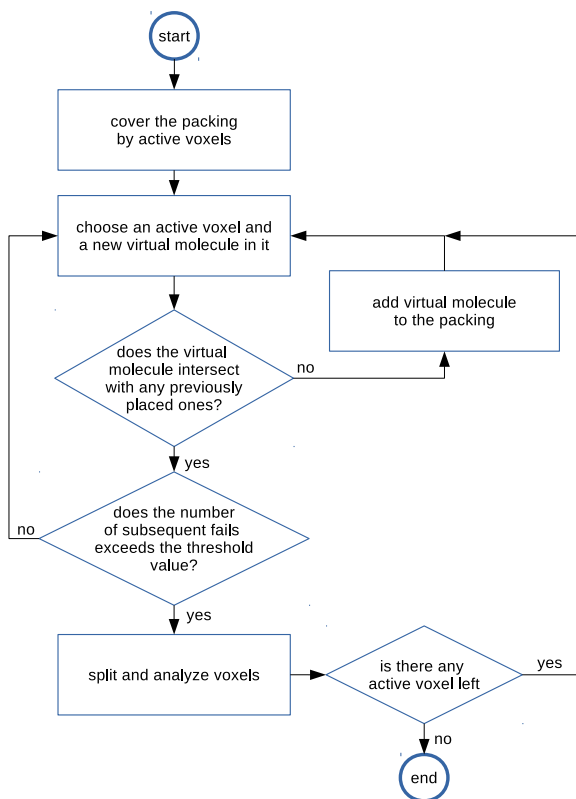 start
cover the packing
by active voxels
choose an active voxel and
a new virtual molecule in it
add virtual molecule
to the packing
does the virtual
molecule intersect
with any previously
placed ones?
no
yes
does the number
of subsequent fails
exceeds the threshold
value?
no
yes
split and analyze voxels
is there any
active voxel left
yes
no
end